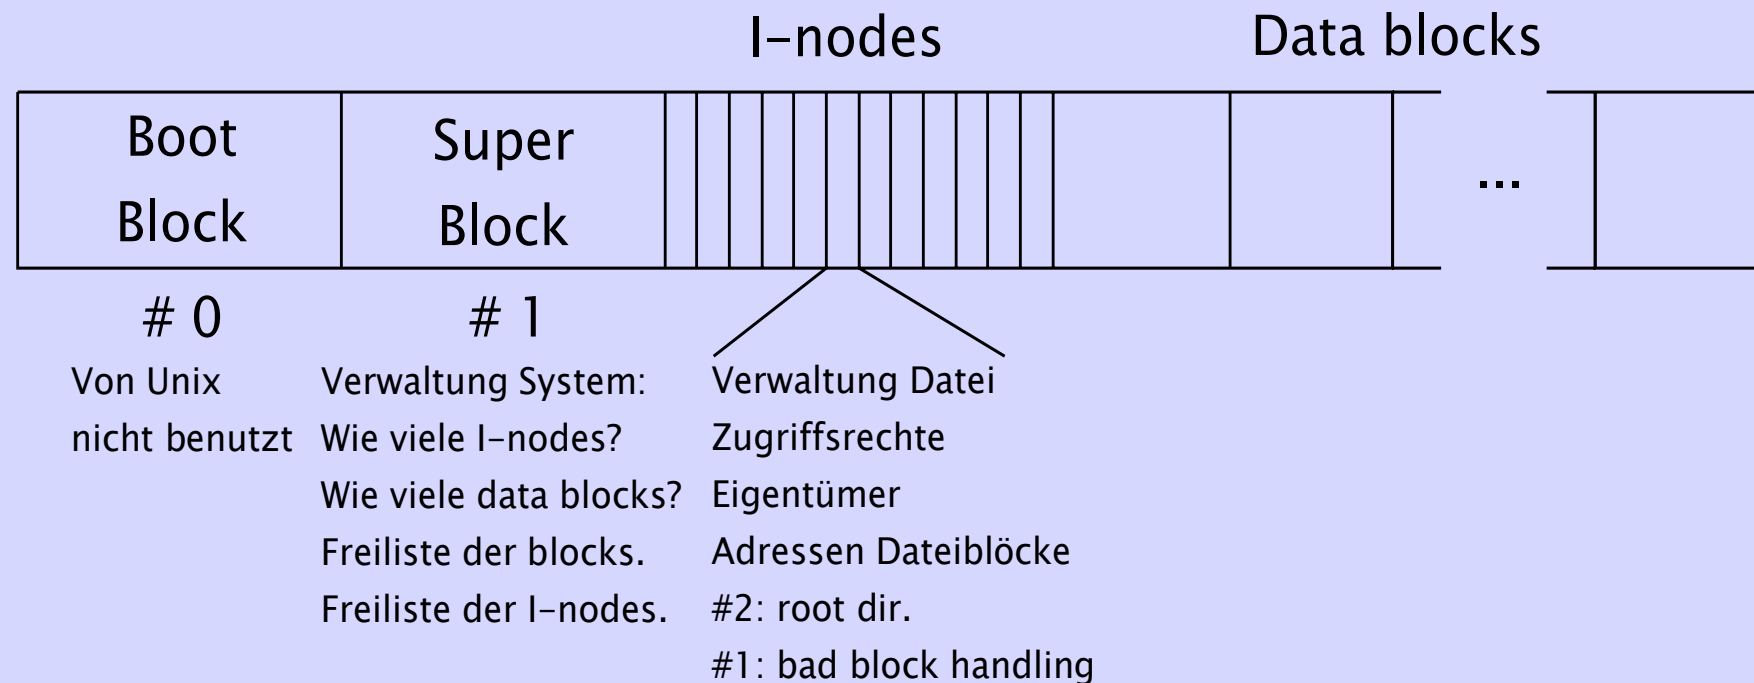 I-nodes
Data blocks
Boot
Block
Super
Block
...
# 0
# 1
Von Unix
nicht benutzt
Verwaltung System:
Wie viele I-nodes?
Wie viele data blocks?
Freiliste der blocks.
Freiliste der I-nodes.
Verwaltung Datei
Zugriffsrechte
Eigentümer
Adressen Dateiblöcke
#2: root dir.
#1: bad block handling